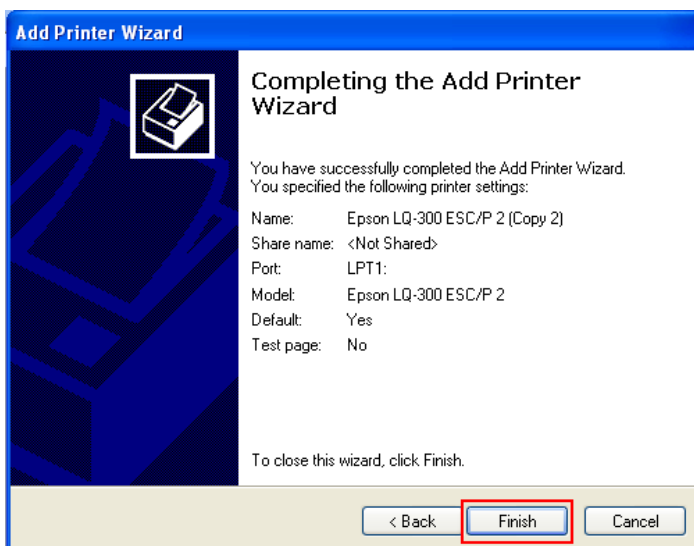 Add Printer Wizard
Completing the Add Printer
Wizard
You have successfully completed the Add Printer Wizard.
You specified the following printer settings:
Name: Epson LQ-300 ESC/P 2 (Copy 2)
Share name: <Not Shared>
Port: LPT1:
Model: Epson LQ-300 ESC/P 2
Default: Yes
Test page: No
To close this wizard, click Finish.
< Back Finish Cancel